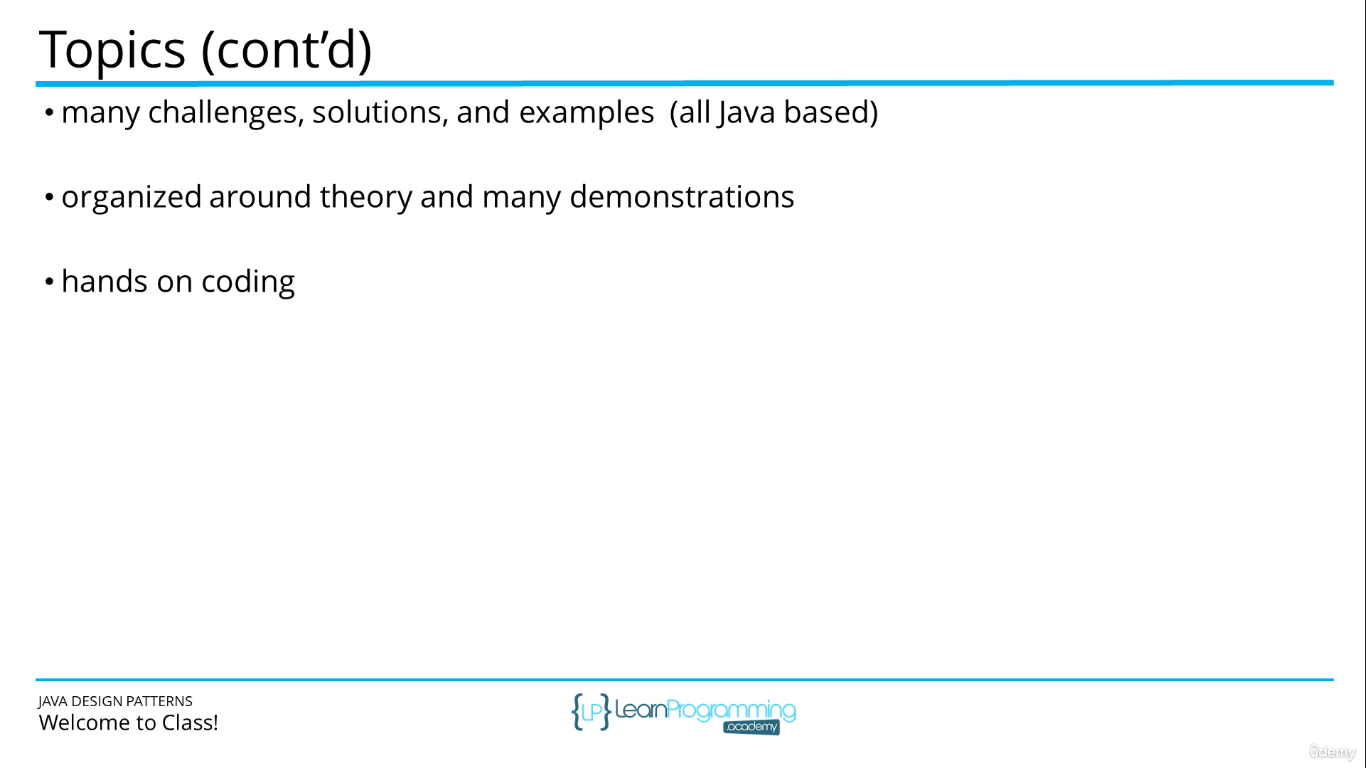 Topics (cont’d)
• many challenges, solutions, and examples  (all Java based)
• organized around theory and many demonstrations
• hands on coding
JAVA DESIGN PATTERNS
Welcome to Class!
{LP} LearnProgramming
.academy
ûdemy